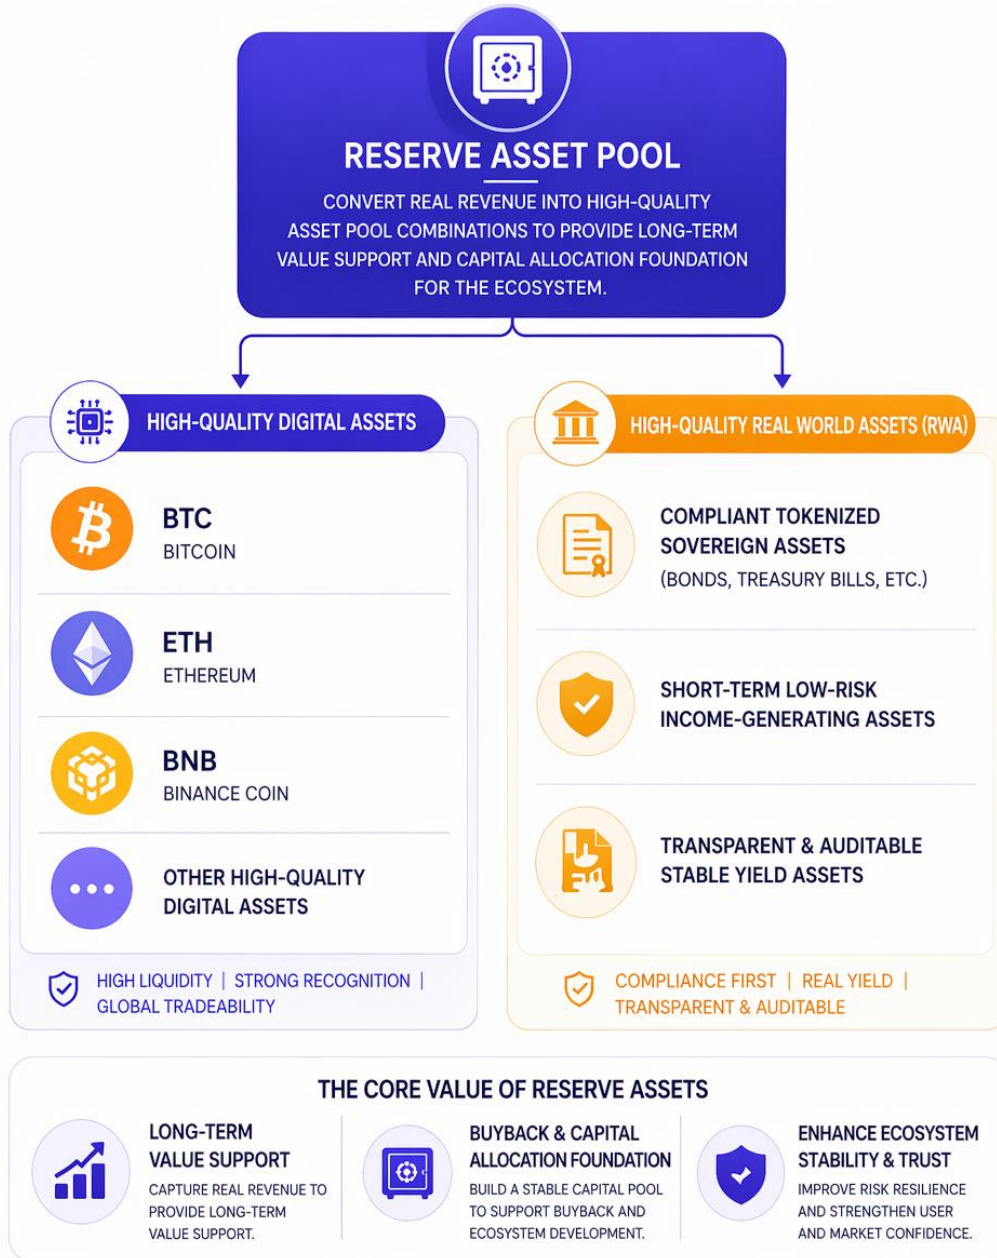 RESERVE ASSET POOL
CONVERT REAL REVENUE INTO HIGH-QUALITY
ASSET POOL COMBINATIONS TO PROVIDE LONG-TERM
VALUE SUPPORT AND CAPITAL ALLOCATION FOUNDATION
FOR THE ECOSYSTEM.
HIGH-QUALITY DIGITAL ASSETS
BTC
BITCOIN
ETH
ETHEREUM
BNB
BINANCE COIN
OTHER HIGH-QUALITY
DIGITAL ASSETS
HIGH LIQUIDITY | STRONG RECOGNITION |
GLOBAL TRADEABILITY
HIGH-QUALITY REAL WORLD ASSETS (RWA)
COMPLIANT TOKENIZED
SOVEREIGN ASSETS
(BONDS, TREASURY BILLS, ETC.)
SHORT-TERM LOW-RISK
INCOME-GENERATING ASSETS
TRANSPARENT & AUDITABLE
STABLE YIELD ASSETS
COMPLIANCE FIRST | REAL YIELD |
TRANSPARENT & AUDITABLE
THE CORE VALUE OF RESERVE ASSETS
LONG-TERM
VALUE SUPPORT
CAPTURE REAL REVENUE TO
PROVIDE LONG-TERM
VALUE SUPPORT.
BUYBACK & CAPITAL
ALLOCATION FOUNDATION
BUILD A STABLE CAPITAL POOL
TO SUPPORT BUYBACK AND
ECOSYSTEM DEVELOPMENT.
ENHANCE ECOSYSTEM
STABILITY & TRUST
IMPROVE RISK RESILIENCE
AND STRENGTHEN USER
AND MARKET CONFIDENCE.